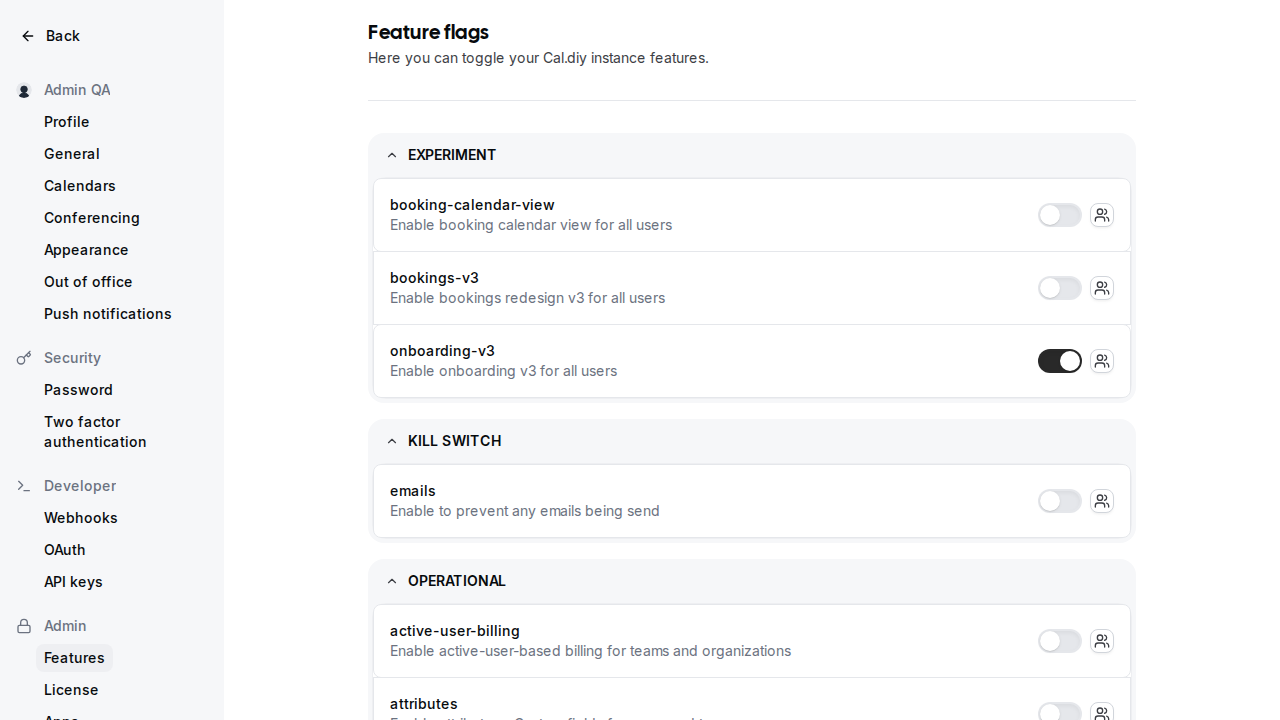 Back
Admin QA
Profile
General
Calendars
Conferencing
Appearance
Out of office
Push notifications
Security
Password
Two factor
authentication
Developer
Webhooks
OAuth
API keys
Admin
Features
License
Apps
Feature flags
Here you can toggle your Cal.diy instance features.
EXPERIMENT
booking-calendar-view
Enable booking calendar view for all users
bookings-v3
Enable bookings redesign v3 for all users
onboarding-v3
Enable onboarding v3 for all users
KILL SWITCH
emails
Enable to prevent any emails being send
OPERATIONAL
active-user-billing
Enable active-user-based billing for teams and organizations
attributes